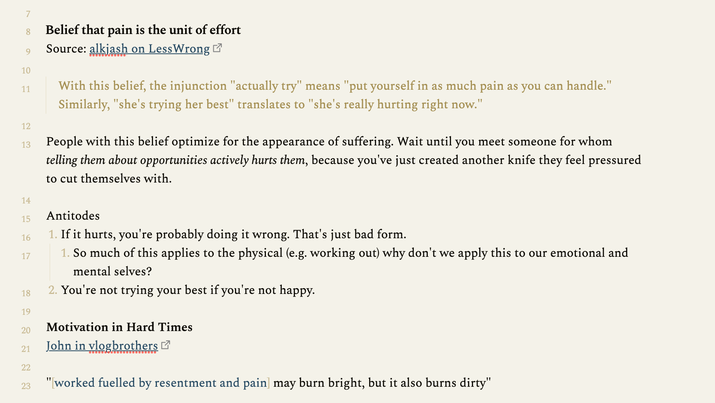 7
8 Belief that pain is the unit of effort
9 Source: alkjash on LessWrong
10
11 With this belief, the injunction "actually try" means "put yourself in as much pain as you can handle."
Similarly, "she's trying her best" translates to "she's really hurting right now."
12
13 People with this belief optimize for the appearance of suffering. Wait until you meet someone for whom
telling them about opportunities actively hurts them, because you've just created another knife they feel pressured
to cut themselves with.
14
15 Antitodes
16 1. If it hurts, you're probably doing it wrong. That's just bad form.
17 1. So much of this applies to the physical (e.g. working out) why don't we apply this to our emotional and
mental selves?
18 2. You're not trying your best if you're not happy.
19
20 Motivation in Hard Times
21 John in vlogbrothers
22
23 "[worked fuelled by resentment and pain] may burn bright, but it also burns dirty"